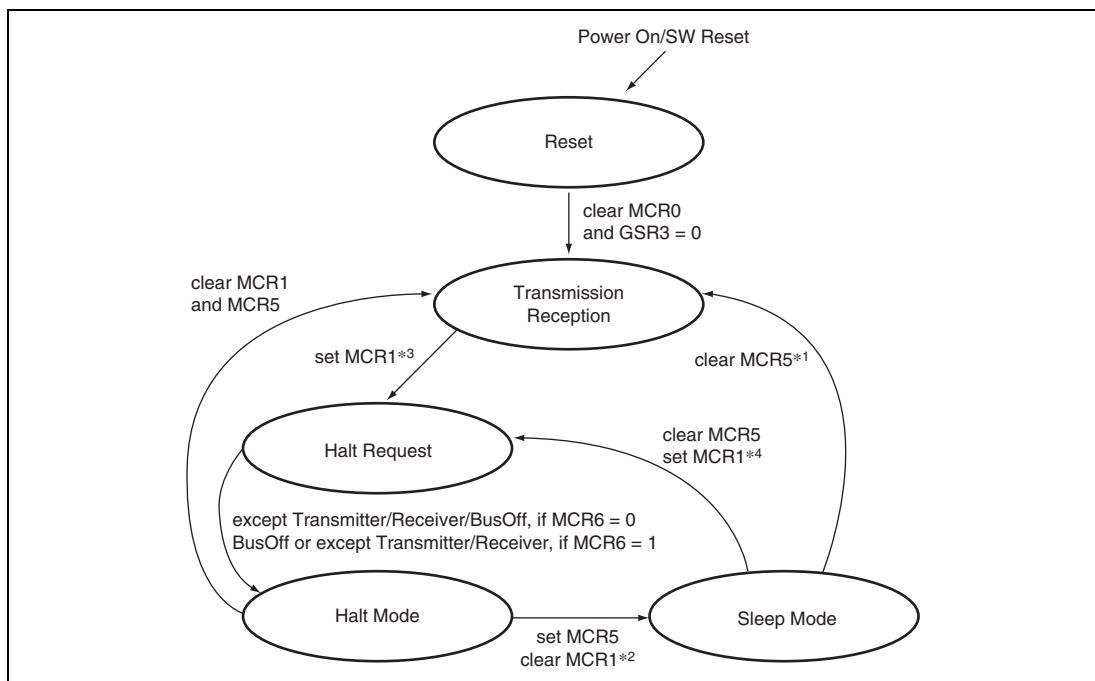 Power On/SW Reset
Reset
clear MCR0
and GSR3 = 0
clear MCR1
and MCR5
Transmission
Reception
set MCR1*3
clear MCR5*1
Halt Request
clear MCR5
set MCR1*4
except Transmitter/Receiver/BusOff, if MCR6 = 0
BusOff or except Transmitter/Receiver, if MCR6 = 1
Halt Mode
Sleep Mode
set MCR5
clear MCR1*2